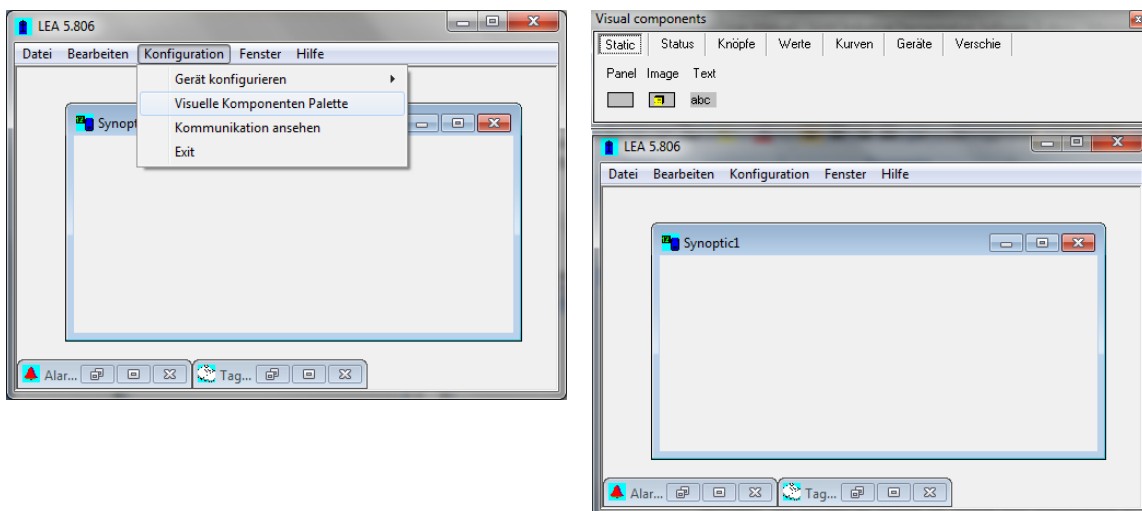 LEA 5.806
Datei Bearbeiten Konfiguration Fenster Hilfe
Gerät konfigurieren
Visuelle Komponenten Palette
Kommunikation ansehen
Exit
Synopt
Alar...
Tag...
Visual components
Static Status Knöpfe Werte Kurven Geräte Verschie
Panel Image Text
abc
LEA 5.806
Datei Bearbeiten Konfiguration Fenster Hilfe
Synoptic1
Alar...
Tag...